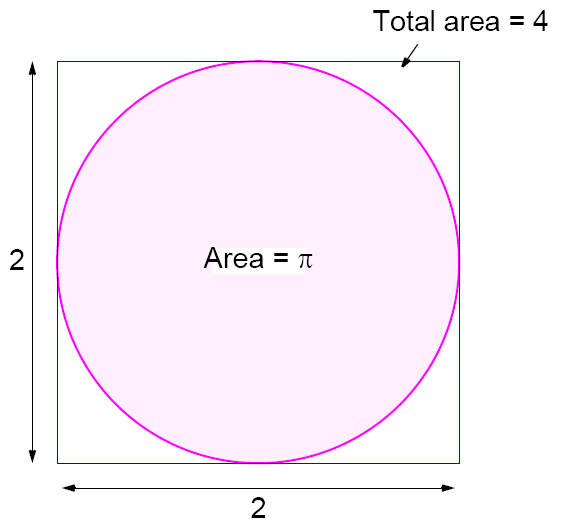 Total area = 4
2
Area = π
2